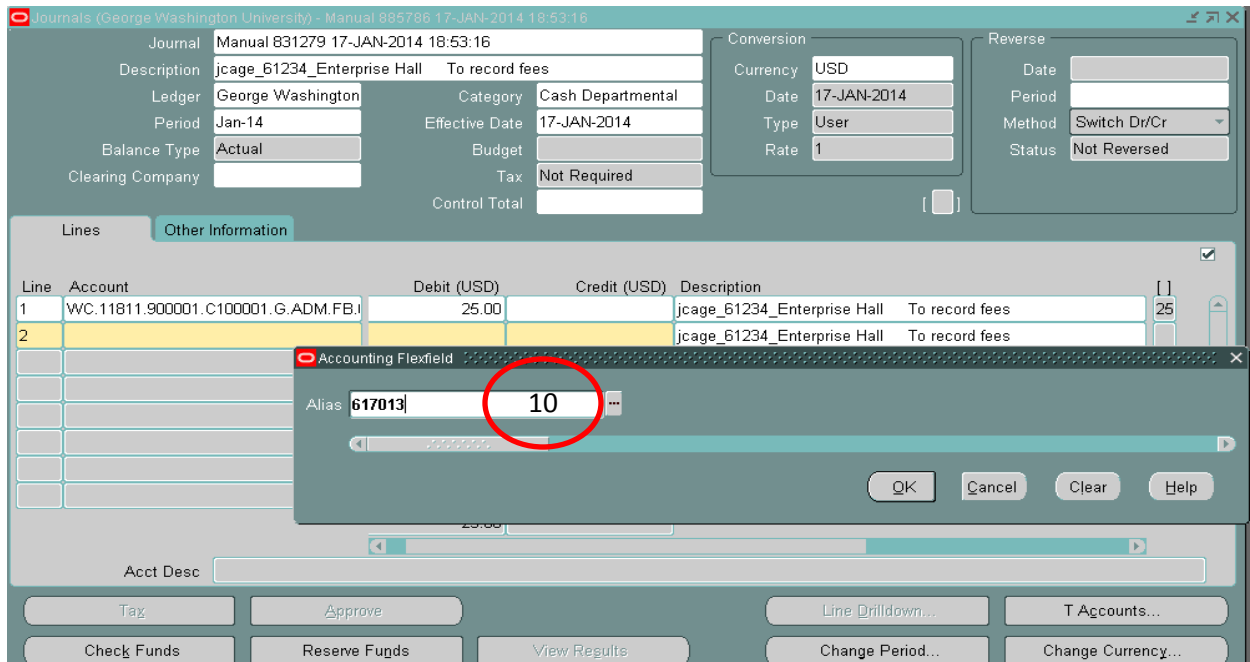 Journals (George Washington University) - Manual 885786 17-JAN-2014 18:53:16
Journal Manual 831279 17-JAN-2014 18:53:16
Description jcage_61234_Enterprise Hall To record fees
Ledger George Washington Category Cash Departmental
Period Jan-14 Effective Date 17-JAN-2014
Balance Type Actual Budget
Clearing Company Tax Not Required
Control Total
Conversion
Currency USD
Date 17-JAN-2014
Type User
Rate 1
Reverse
Date
Period
Method Switch Dr/Cr
Status Not Reversed
[ ]
Lines Other Information
Line Account Debit (USD) Credit (USD) Description [ ]
1 WC.11811.900001.C100001.G.ADM.FB. 25.00 jcage_61234_Enterprise Hall To record fees 25
2 jcage_61234_Enterprise Hall To record fees
Accounting Flexfield
Alias 617013 10 ...
OK Cancel Clear Help
25.00
Acct Desc
Tax Approve Line Drilldown... T Accounts...
Check Funds Reserve Funds View Results Change Period... Change Currency...